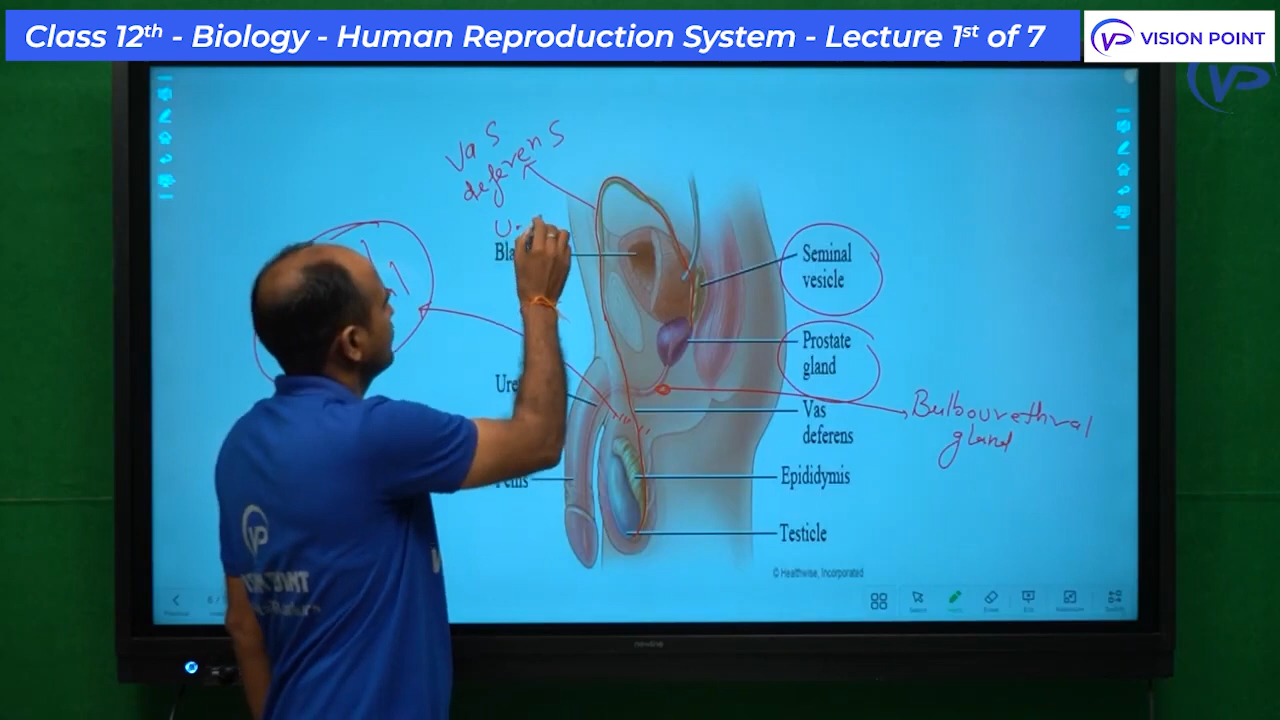 Class 12th - Biology - Human Reproduction System - Lecture 1st of 7
VISION POINT
Vas
deferens
Seminal
vesicle
Prostate
gland
Bulbourethral
gland
Vas
deferens
Epididymis
Testicle
© Healthwise, Incorporated
newline